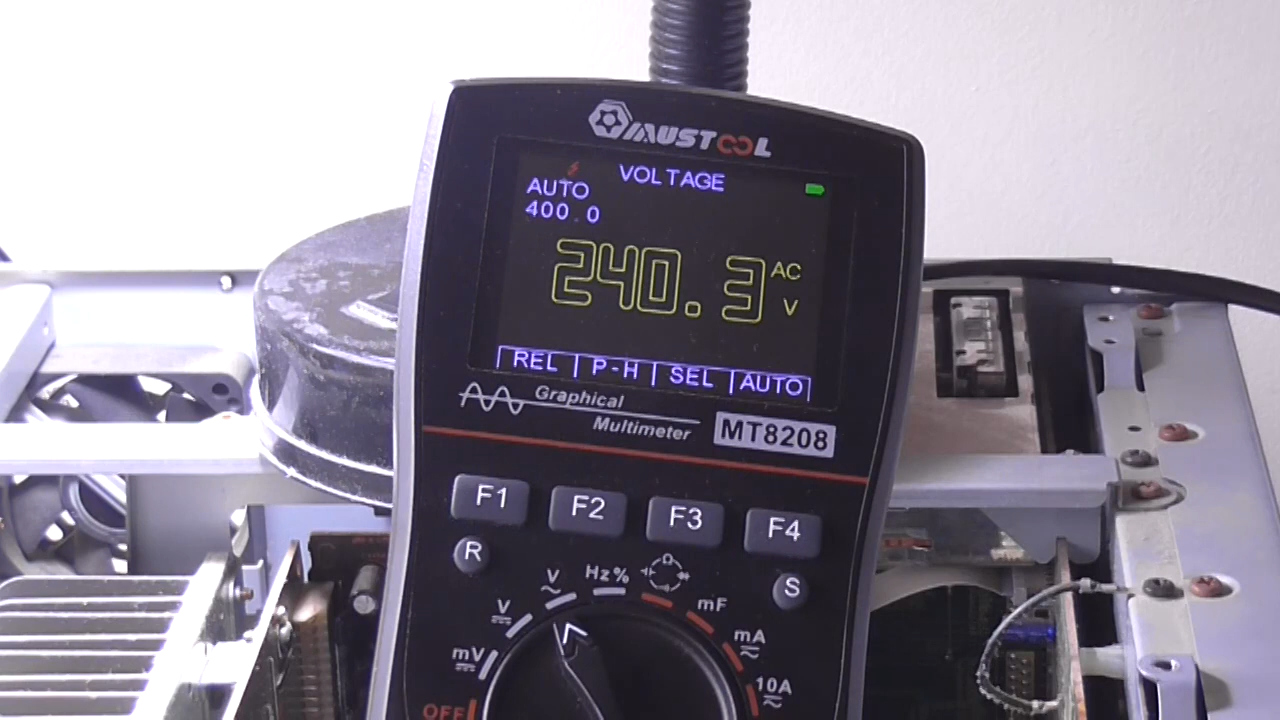 MUSTOOL
VOLTAGE
AUTO
400.0
240.3
AC
V
REL P-H SEL AUTO
Graphical
Multimeter
MT8208
F1 F2 F3 F4
R
S
V
Hz%
mF
V
mA
mV
10A
OFF